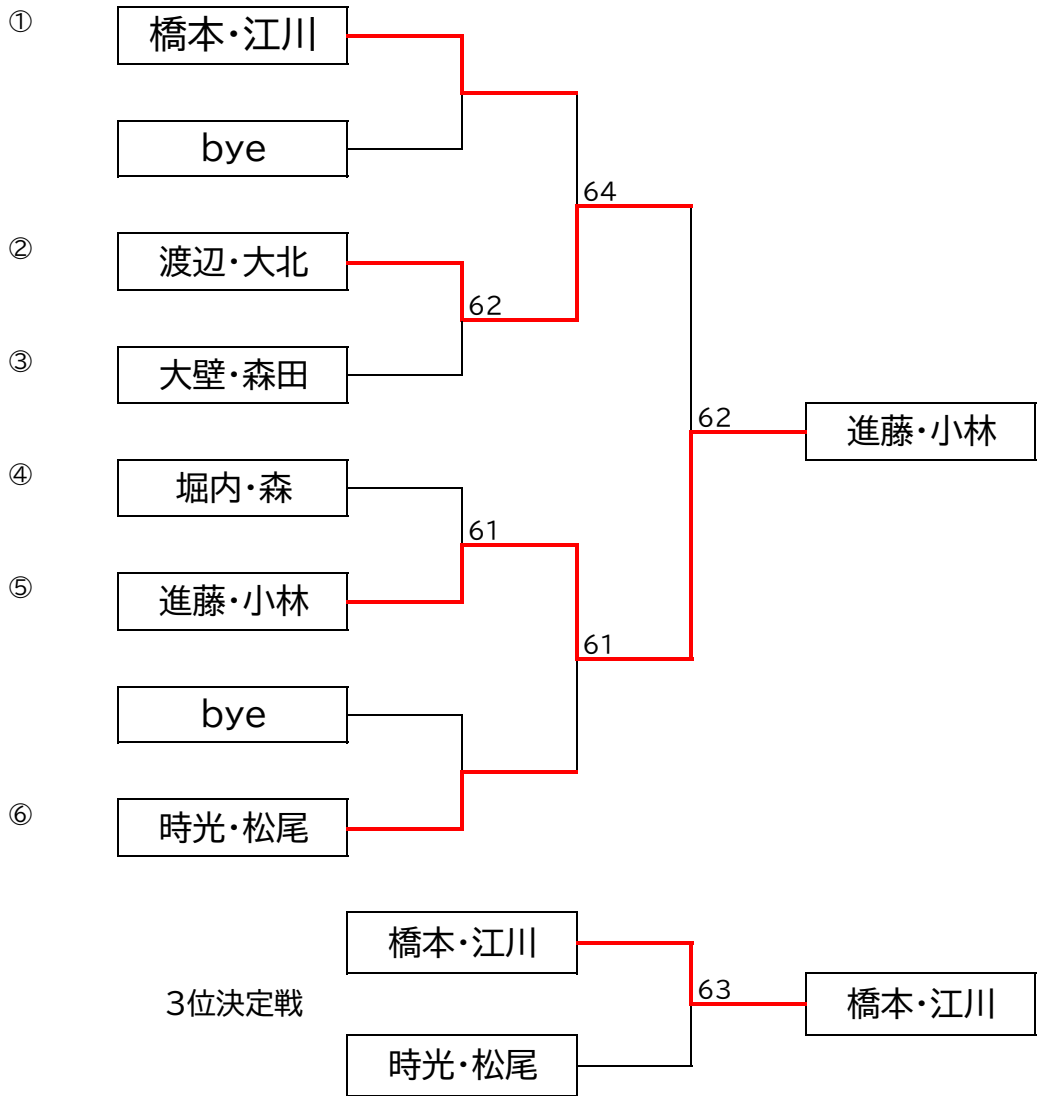 ① 橋本・江川
bye
64
② 渡辺・大北
62
③ 大壁・森田
62 進藤・小林
④ 堀内・森
61
⑤ 進藤・小林
61
bye
⑥ 時光・松尾
橋本・江川
3位決定戦 63 橋本・江川
時光・松尾